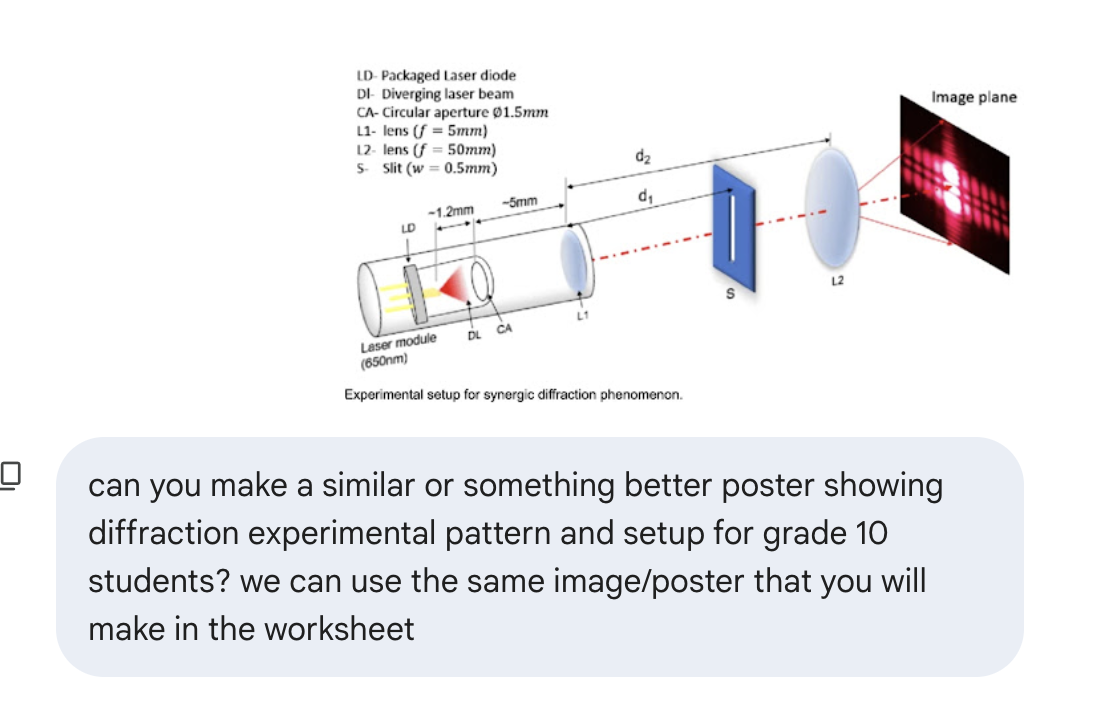 LD- Packaged Laser diode
Dl- Diverging laser beam
CA- Circular aperture Ø1.5mm
L1- lens (f = 5mm)
L2- lens (f = 50mm)
S- Slit (w = 0.5mm)
Image plane
d₂
d₁
~5mm
~1.2mm
LD
S
L2
L1
CA
DL
Laser module
(650nm)
Experimental setup for synergic diffraction phenomenon.
can you make a similar or something better poster showing
diffraction experimental pattern and setup for grade 10
students? we can use the same image/poster that you will
make in the worksheet